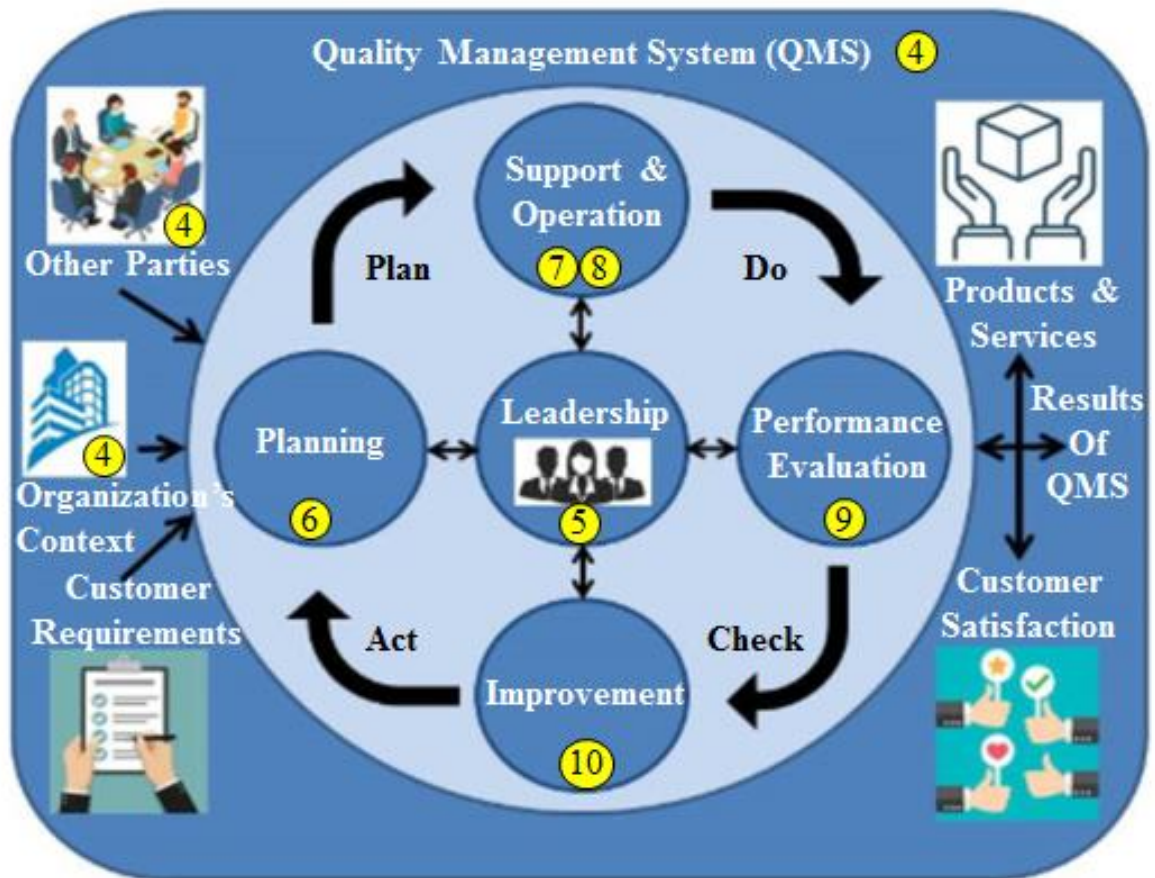 Quality Management System (QMS) 4
4
Other Parties
4
Organization's
Context
Customer
Requirements
Support &
Operation
7 8
Plan
Do
Planning
6
Leadership
5
Performance
Evaluation
9
Act
Check
Improvement
10
Products &
Services
Results
Of
QMS
Customer
Satisfaction